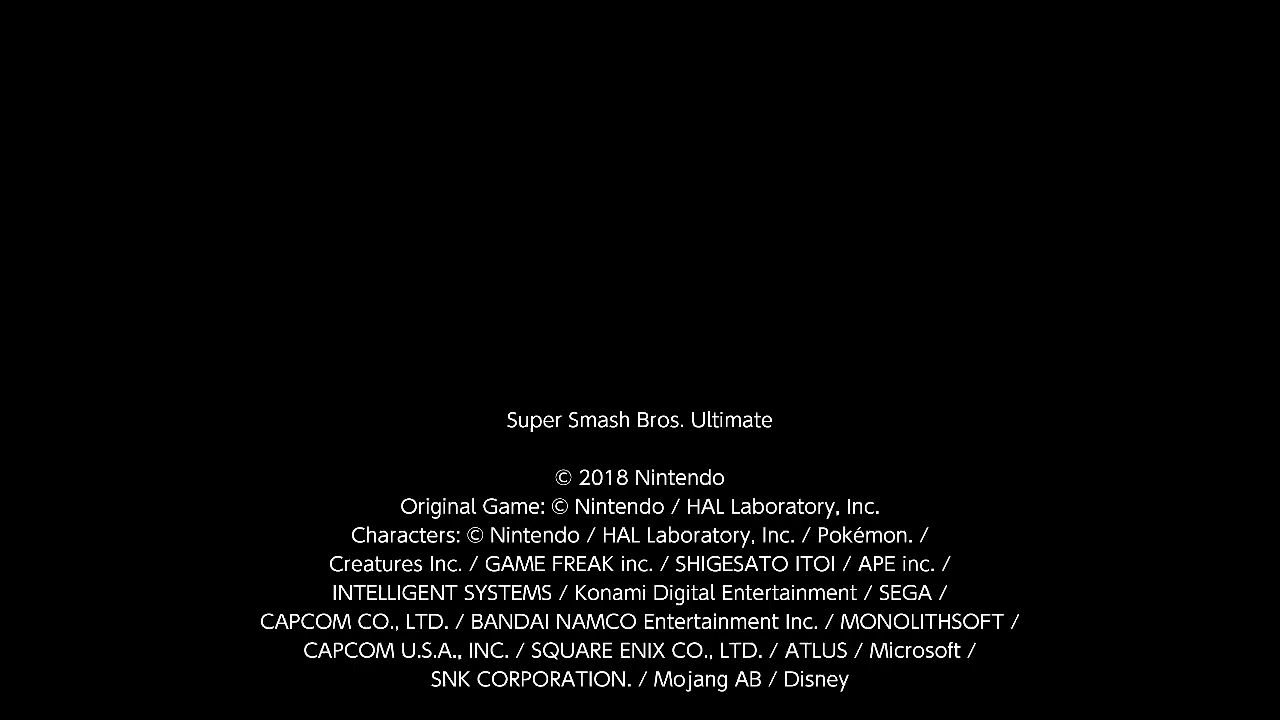 Super Smash Bros. Ultimate
© 2018 Nintendo
Original Game: © Nintendo / HAL Laboratory, Inc.
Characters: © Nintendo / HAL Laboratory, Inc. / Pokémon. /
Creatures Inc. / GAME FREAK inc. / SHIGESATO ITOI / APE inc. /
INTELLIGENT SYSTEMS / Konami Digital Entertainment / SEGA /
CAPCOM CO., LTD. / BANDAI NAMCO Entertainment Inc. / MONOLITHSOFT /
CAPCOM U.S.A., INC. / SQUARE ENIX CO., LTD. / ATLUS / Microsoft /
SNK CORPORATION. / Mojang AB / Disney